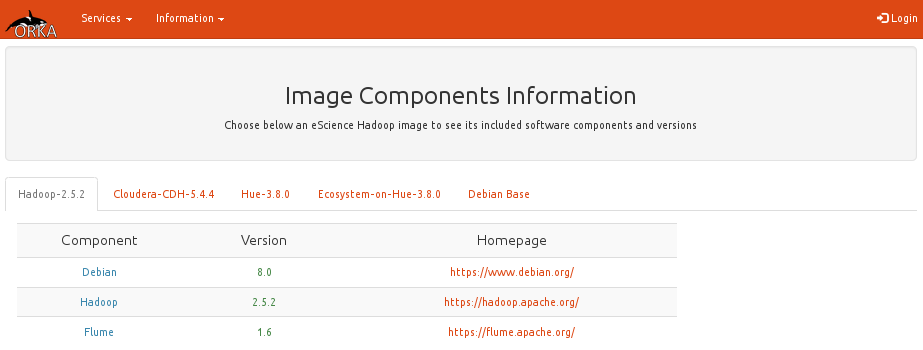 ORKA Services Information Login
Image Components Information
Choose below an eScience Hadoop image to see its included software components and versions
Hadoop-2.5.2 Cloudera-CDH-5.4.4 Hue-3.8.0 Ecosystem-on-Hue-3.8.0 Debian Base
Component Version Homepage
Debian 8.0 https://www.debian.org/
Hadoop 2.5.2 https://hadoop.apache.org/
Flume 1.6 https://flume.apache.org/